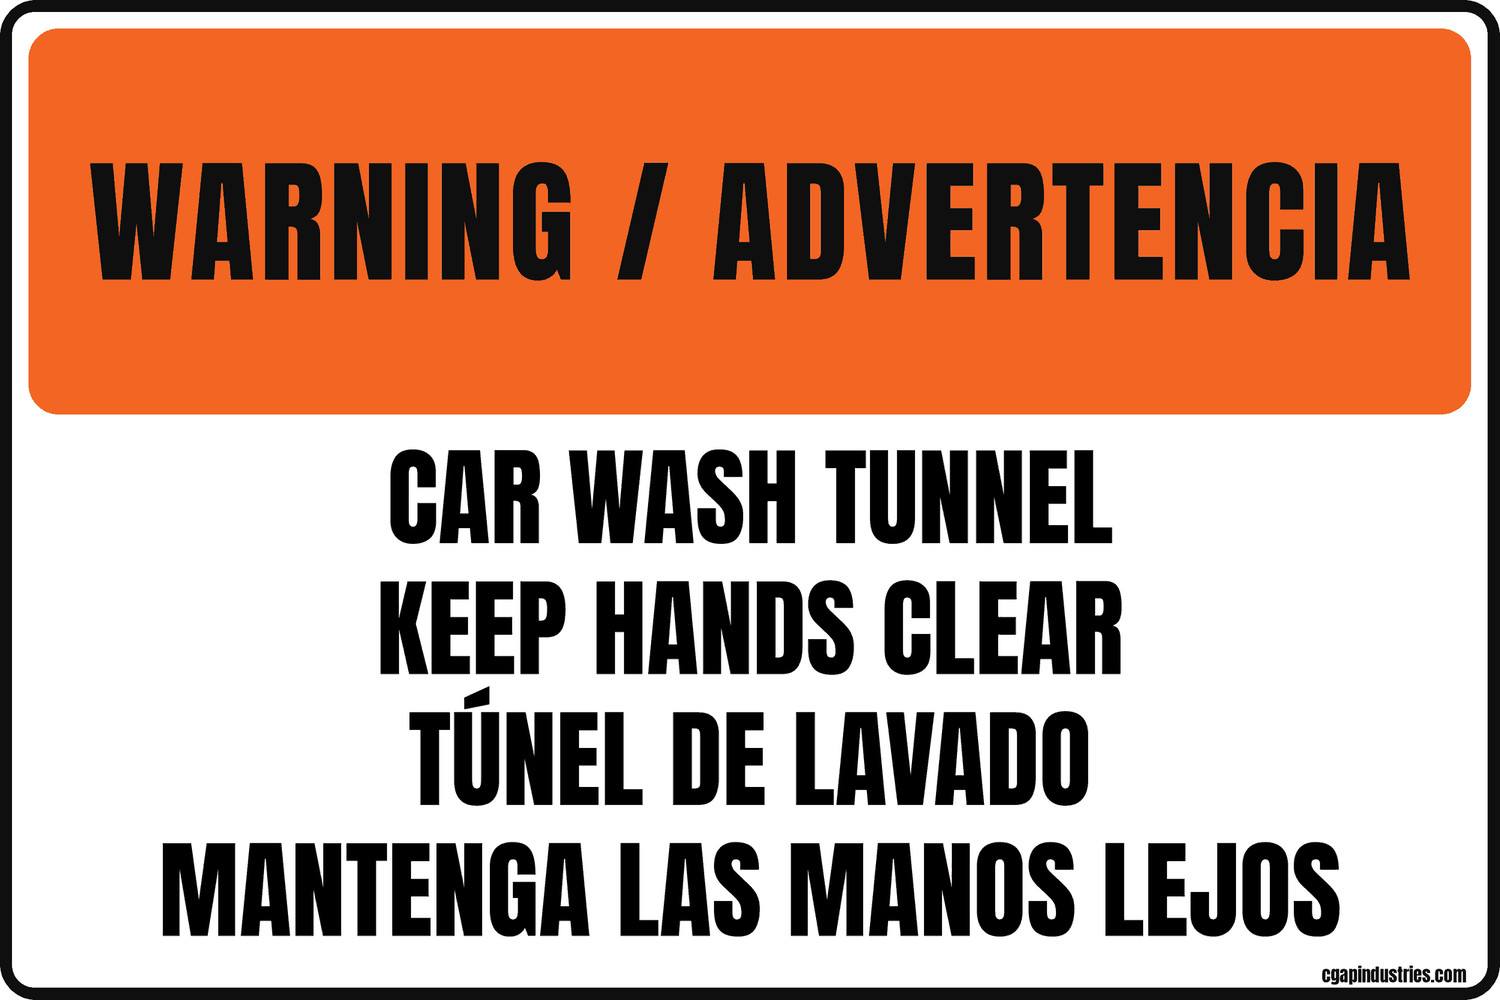 WARNING / ADVERTENCIA
CAR WASH TUNNEL
KEEP HANDS CLEAR
TÚNEL DE LAVADO
MANTENGA LAS MANOS LEJOS
cgapindustries.com